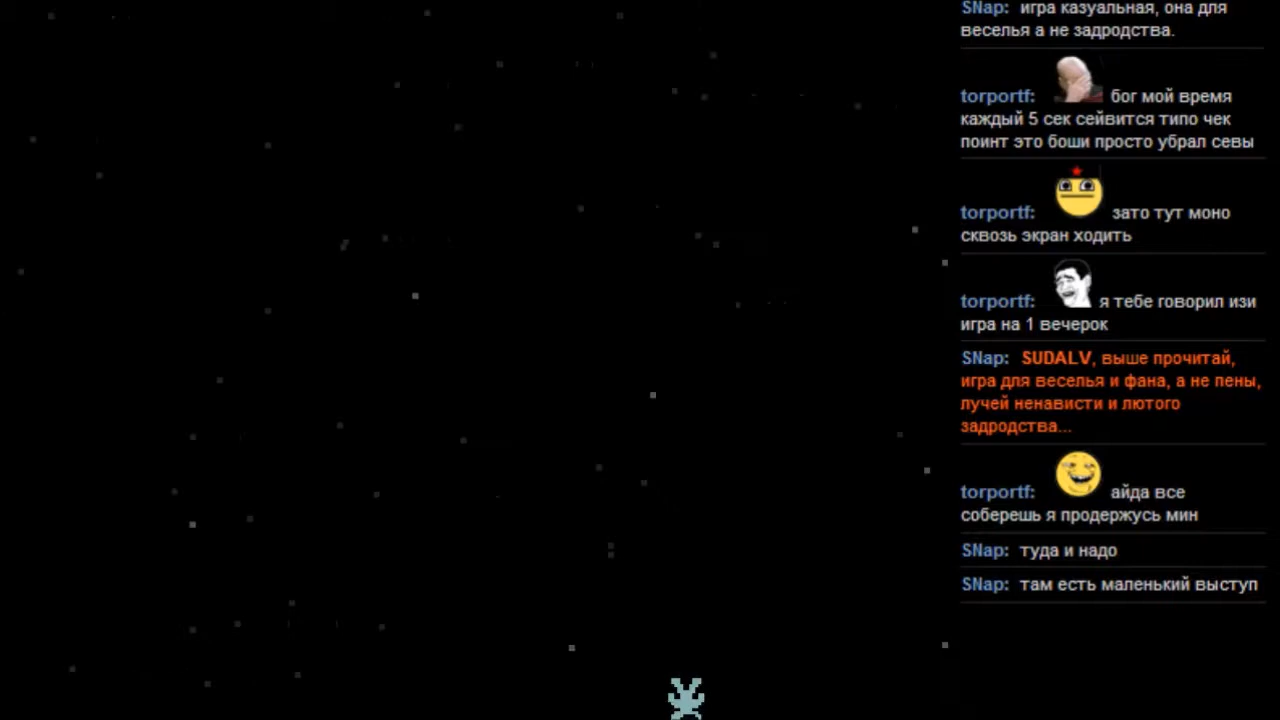 SNap: игра казуальная, она для
веселья а не задродства.
torportf: бог мой время
каждый 5 сек сейвится типо чек
поинт это боши просто убрал севы
torportf: зато тут моно
сквозь экран ходить
torportf: я тебе говорил изи
игра на 1 вечерок
SNap: SUDALV, выше прочитай,
игра для веселья и фана, а не пены,
лучей ненависти и лютого
задродства...
torportf: айда все
соберешь я продержусь мин
SNap: туда и надо
SNap: там есть маленький выступ